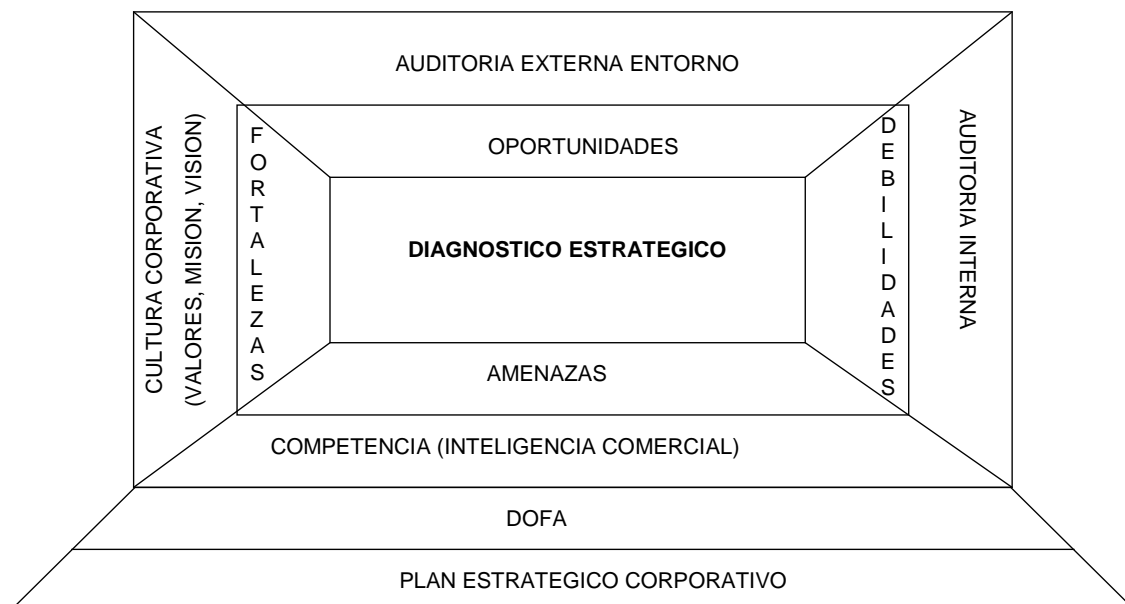 AUDITORIA EXTERNA ENTORNO
CULTURA CORPORATIVA
(VALORES, MISION, VISION)
FORTALEZAS
OPORTUNIDADES
DEBILIDADES
AUDITORIA INTERNA
DIAGNOSTICO ESTRATEGICO
AMENAZAS
COMPETENCIA (INTELIGENCIA COMERCIAL)
DOFA
PLAN ESTRATEGICO CORPORATIVO